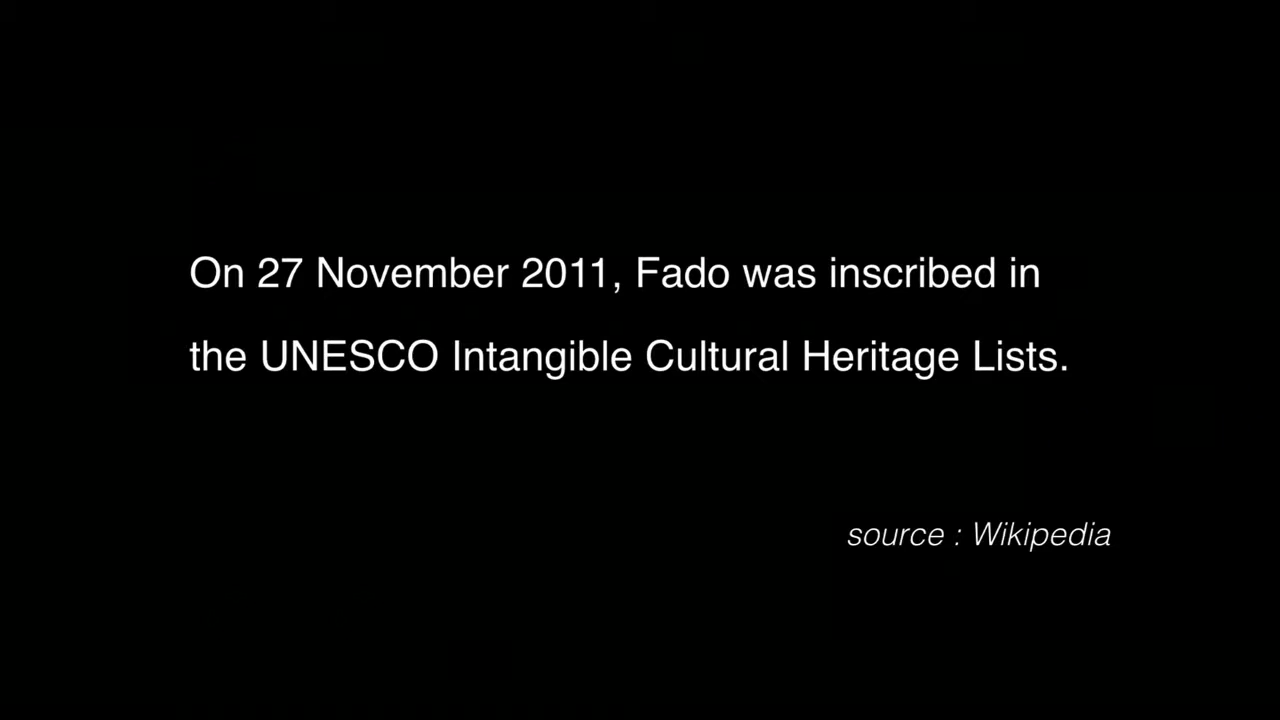 On 27 November 2011, Fado was inscribed in
the UNESCO Intangible Cultural Heritage Lists.
source : Wikipedia